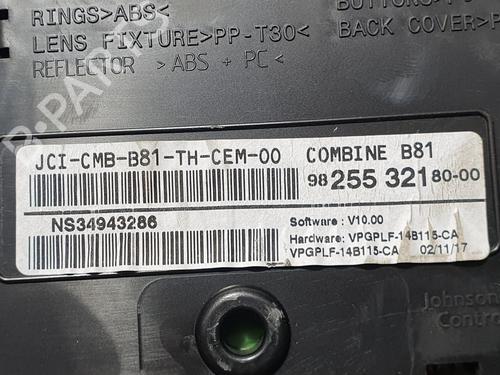 RINGS>ABS<
LENS FIXTURE>PP-T30<
REFLECTOR >ABS + PC<
BACK COVER>P
JCI-CMB-B81-TH-CEM-00
COMBINE B81
98 255 321 80-00
NS34943286
Software : V10.00
Hardware: VPGPLF-14B115-CA
VPGPLF-14B115-CA 02/11/17
Johnson
Contro